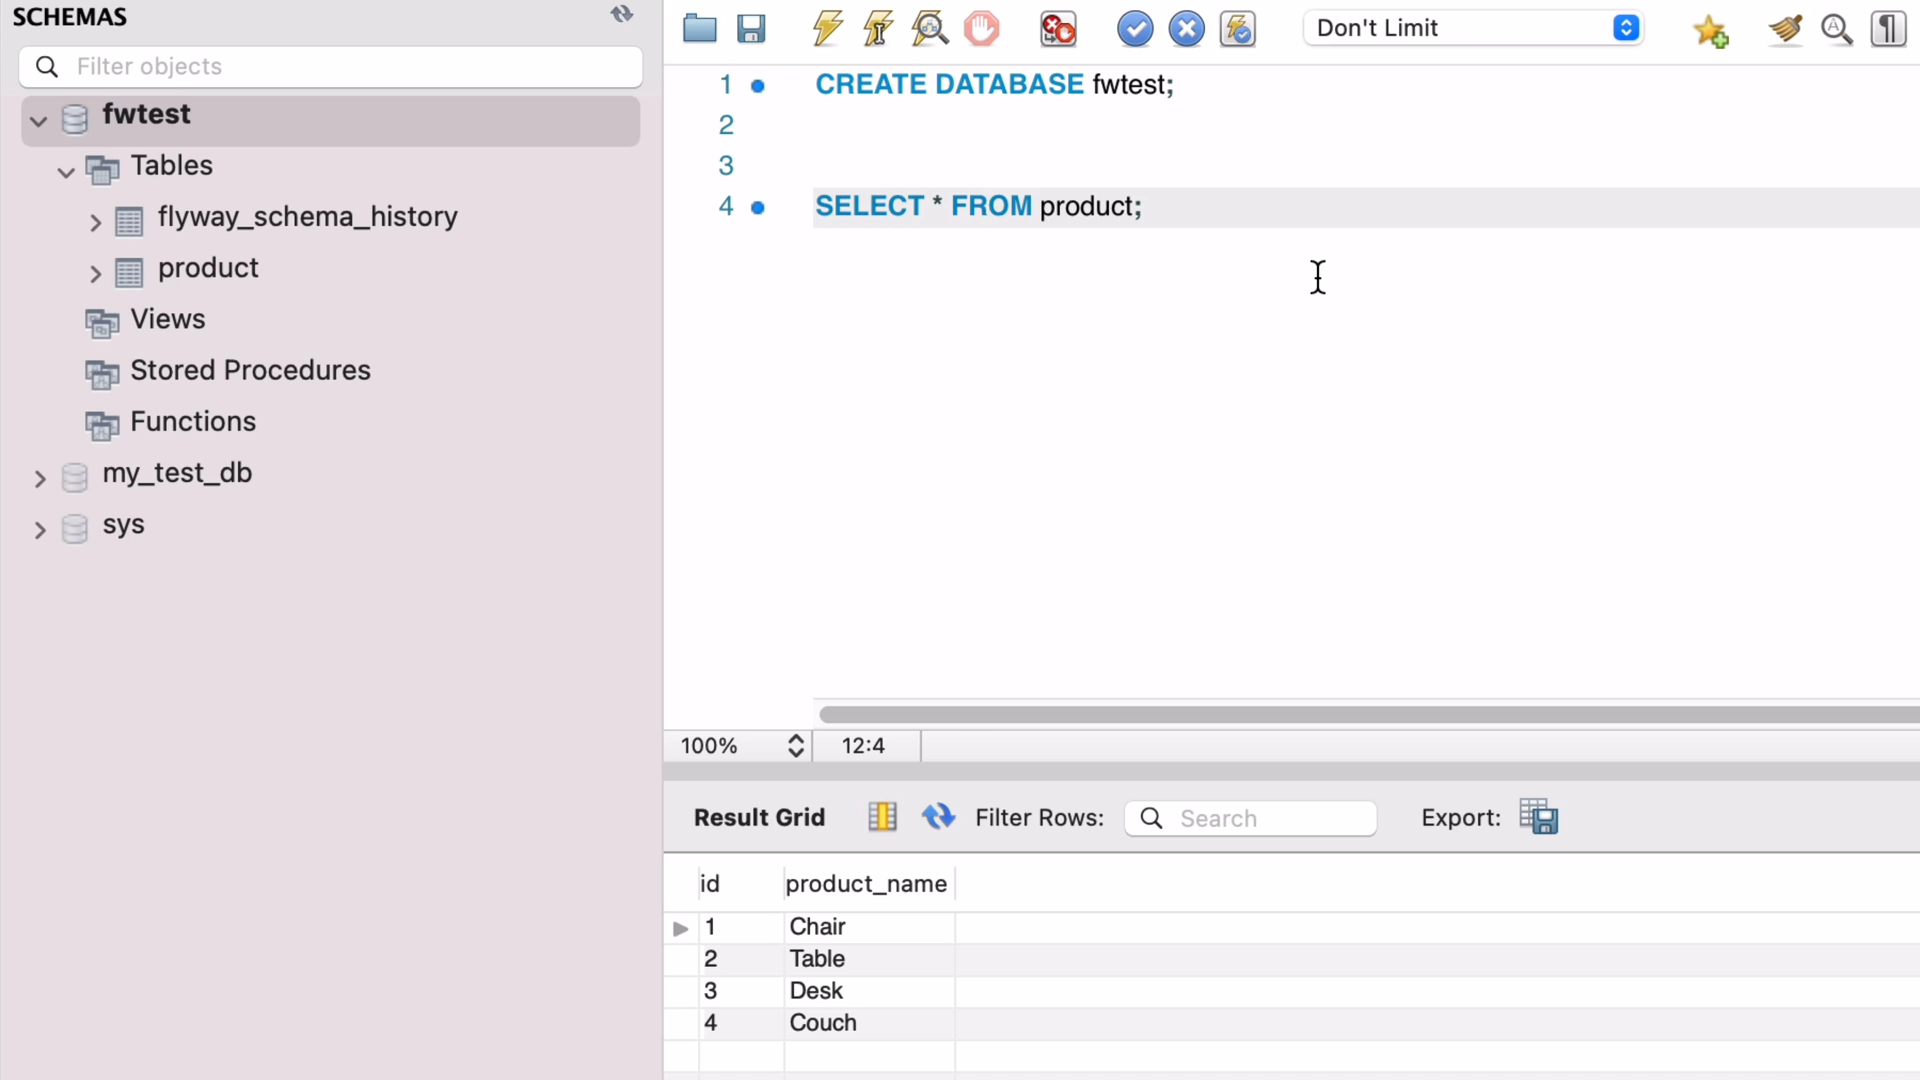 SCHEMAS
Filter objects
fwtest
Tables
flyway_schema_history
product
Views
Stored Procedures
Functions
my_test_db
sys
Don't Limit
1 CREATE DATABASE fwtest;
2
3
4 SELECT * FROM product;
100% 12:4
Result Grid Filter Rows: Search Export:
id product_name
1 Chair
2 Table
3 Desk
4 Couch